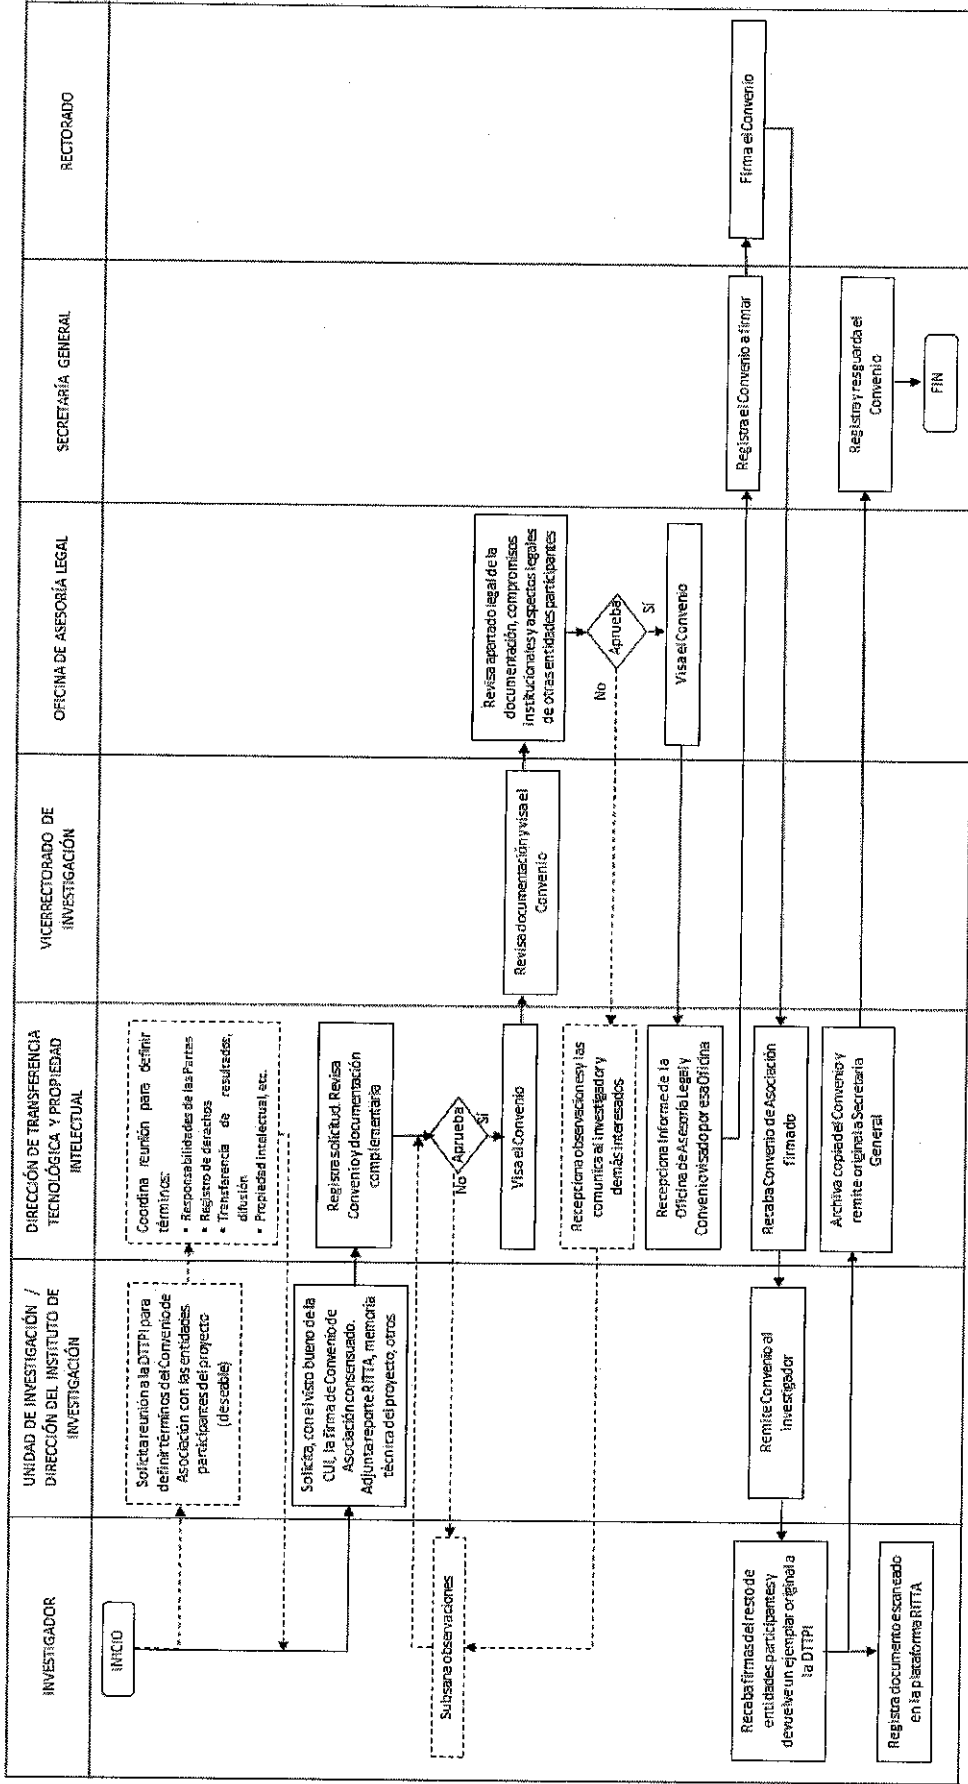 INVESTIGADOR
UNIDAD DE INVESTIGACIÓN /
DIRECCIÓN DEL INSTITUTO DE
INVESTIGACIÓN
DIRECCIÓN DE TRANSFERENCIA
TECNOLÓGICA Y PROPIEDAD
INTELECTUAL
VICERRECTORADO DE
INVESTIGACIÓN
OFICINA DE ASESORÍA LEGAL
SECRETARÍA GENERAL
RECTORADO
INICIO
Solicita reunión a la DTTPI para
definir términos del Convenio de
Asociación con las entidades
participantes del proyecto
(deseable)
Coordina reunión para definir
términos:
• Responsabilidades de las Partes
• Registro de derechos
• Transferencia de resultados,
difusión
• Propiedad intelectual, etc.
Solicita, con el visto bueno de la
CUI, la firma de Convenio de
Asociación consensuado.
Adjunta reporte RITTA, memoria
técnica del proyecto, otros
Registra solicitud. Revisa
Convenio y documentación
complementaria
Aprueba
No
Sí
Subsana observaciones
Visa el Convenio
Revisa documentación y visa el
Convenio
Revisa apartado legal de la
documentación, compromisos
institucionales y aspectos legales
de otras entidades participantes
Aprueba
No
Sí
Recepciona observaciones y las
comunica al investigador y
demás interesados
Visa el Convenio
Recepciona Informe de la
Oficina de Asesoría Legal y
Convenio visado por esa Oficina
Registra el Convenio a firmar
Firma el Convenio
Recaba Convenio de Asociación
firmado
Remite Convenio al
investigador
Recaba firmas del resto de
entidades participantes y
devuelve un ejemplar original a
la DTTPI
Archiva copia del Convenio y
remite original a Secretaria
General
Registra y resguarda el
Convenio
Registra documento escaneado
en la plataforma RITTA
FIN